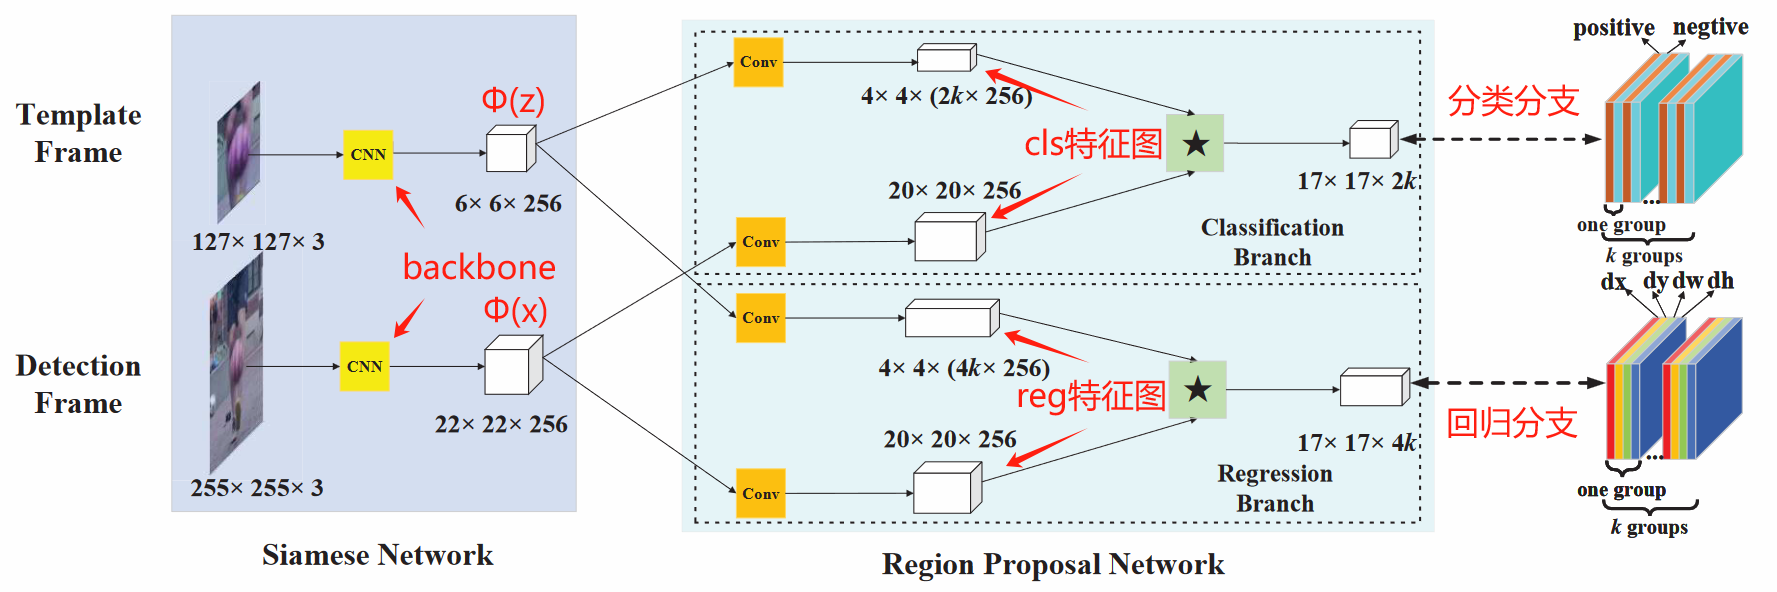 Template
Frame
127× 127× 3
CNN
Φ(z)
6× 6× 256
backbone
Detection
Frame
255× 255× 3
CNN
Φ(x)
22× 22× 256
Siamese Network
Conv
4× 4× (2k× 256)
cls特征图
20× 20× 256
Conv
★
17× 17× 2k
Classification
Branch
Conv
4× 4× (4k× 256)
reg特征图
20× 20× 256
Conv
★
17× 17× 4k
Regression
Branch
Region Proposal Network
分类分支
positive
negtive
...
one group
k groups
回归分支
dx dy dw dh
...
one group
k groups